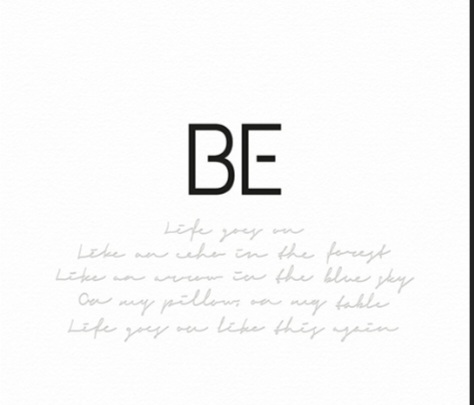 BE
Life goes on
Like an echo in the forest
Like an arrow in the blue sky
On my pillow, on my table
Life goes on like this again